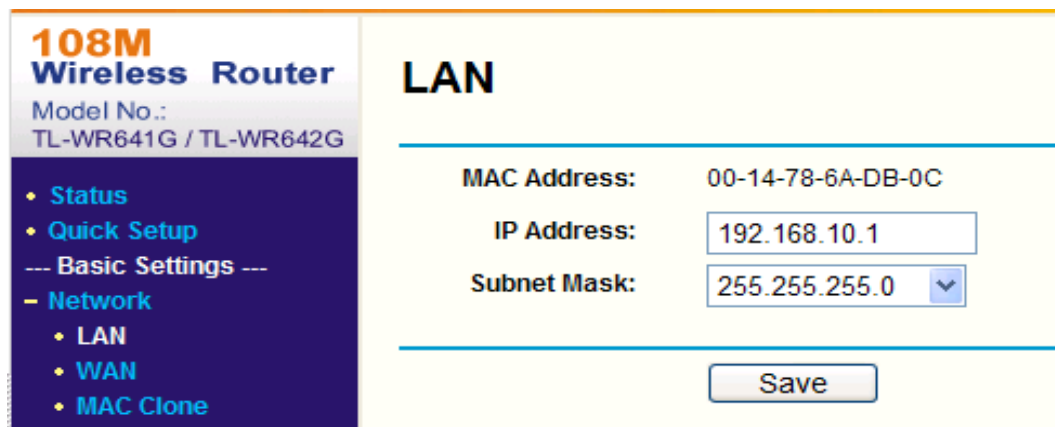 108M
Wireless Router
Model No.:
TL-WR641G / TL-WR642G
• Status
• Quick Setup
--- Basic Settings ---
– Network
• LAN
• WAN
• MAC Clone
LAN
MAC Address: 00-14-78-6A-DB-0C
IP Address: 192.168.10.1
Subnet Mask: 255.255.255.0
Save